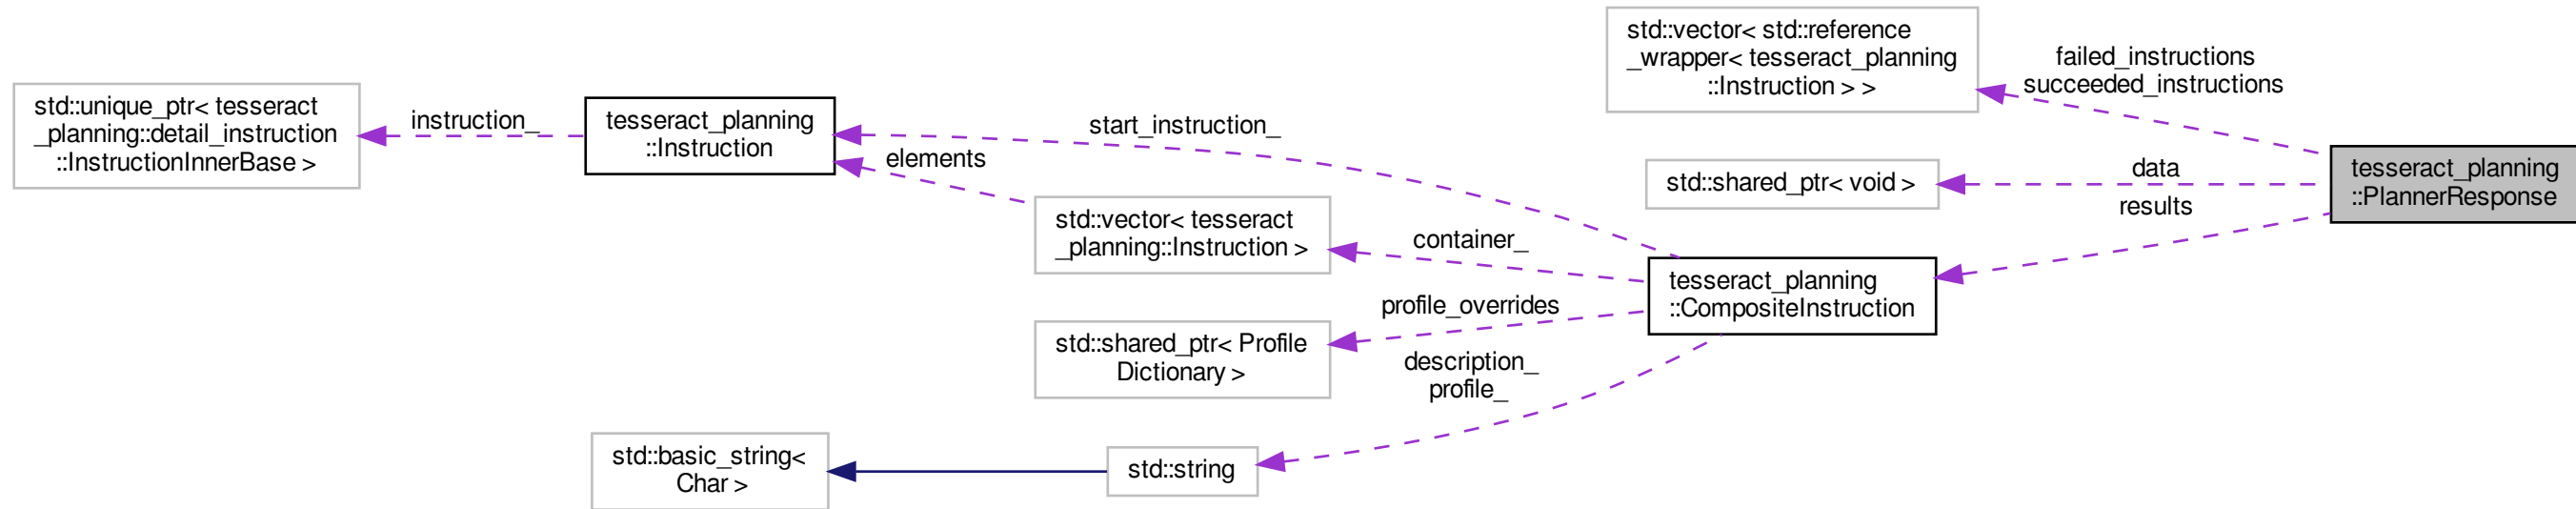 std::unique_ptr< tesseract
_planning::detail_instruction
::InstructionInnerBase >
instruction_
tesseract_planning
::Instruction
start_instruction_
elements
std::vector< tesseract
_planning::Instruction >
container_
profile_overrides
std::shared_ptr< Profile
Dictionary >
description_
profile_
std::basic_string<
Char >
std::string
std::vector< std::reference
_wrapper< tesseract_planning
::Instruction > >
failed_instructions
succeeded_instructions
std::shared_ptr< void >
data
results
tesseract_planning
::CompositeInstruction
tesseract_planning
::PlannerResponse